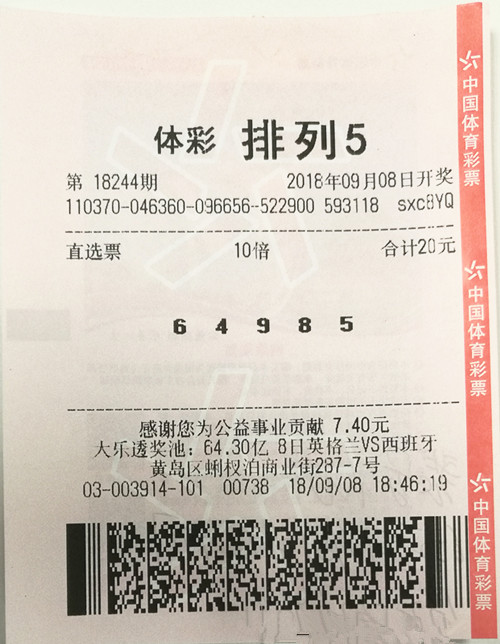 体彩 排列5
第 18244期 2018年09月08日开奖
110370-046360-096656-522900 593118 sxc8YQ
直选票 10倍 合计20元
6 4 9 8 5
感谢您为公益事业贡献 7.40元
大乐透奖池：64.30亿 8日英格兰VS西班牙
黄岛区蜊杈泊商业街287-7号
03-003914-101 00738 18/09/08 18:46:19
中国体育彩票
中国体育彩票
中国体育彩票